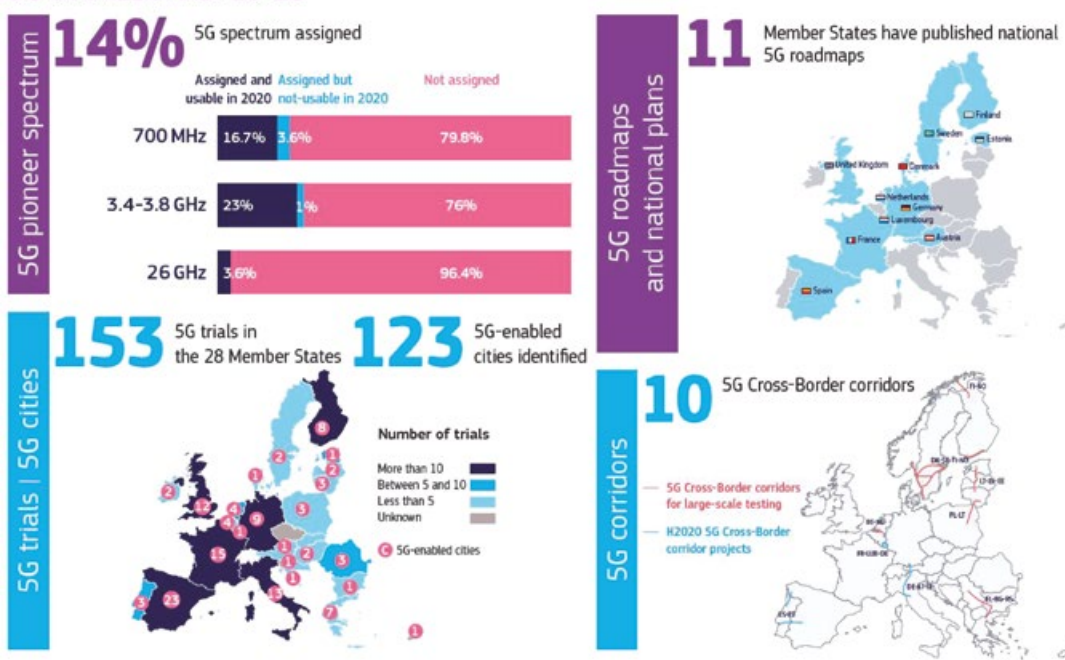 5G pioneer spectrum
14%
5G spectrum assigned
Assigned and
usable in 2020
Assigned but
not-usable in 2020
Not assigned
700 MHz
16.7%
3.6%
79.8%
3.4-3.8 GHz
23%
1%
76%
26 GHz
3.6%
96.4%
5G roadmaps
and national plans
11
Member States have published national
5G roadmaps
Finland
Sweden
Estonia
United Kingdom
Denmark
Netherlands
Germany
Luxembourg
France
Austria
Spain
5G trials | 5G cities
153
5G trials in
the 28 Member States
123
5G-enabled
cities identified
8
2
1
1
2
3
2
12
4
4
1
9
3
15
1
2
1
3
1
13
1
3
23
7
1
Number of trials
More than 10
Between 5 and 10
Less than 5
Unknown
C 5G-enabled cities
5G corridors
10
5G Cross-Border corridors
5G Cross-Border corridors
for large-scale testing
H2020 5G Cross-Border
corridor projects
PL-LT